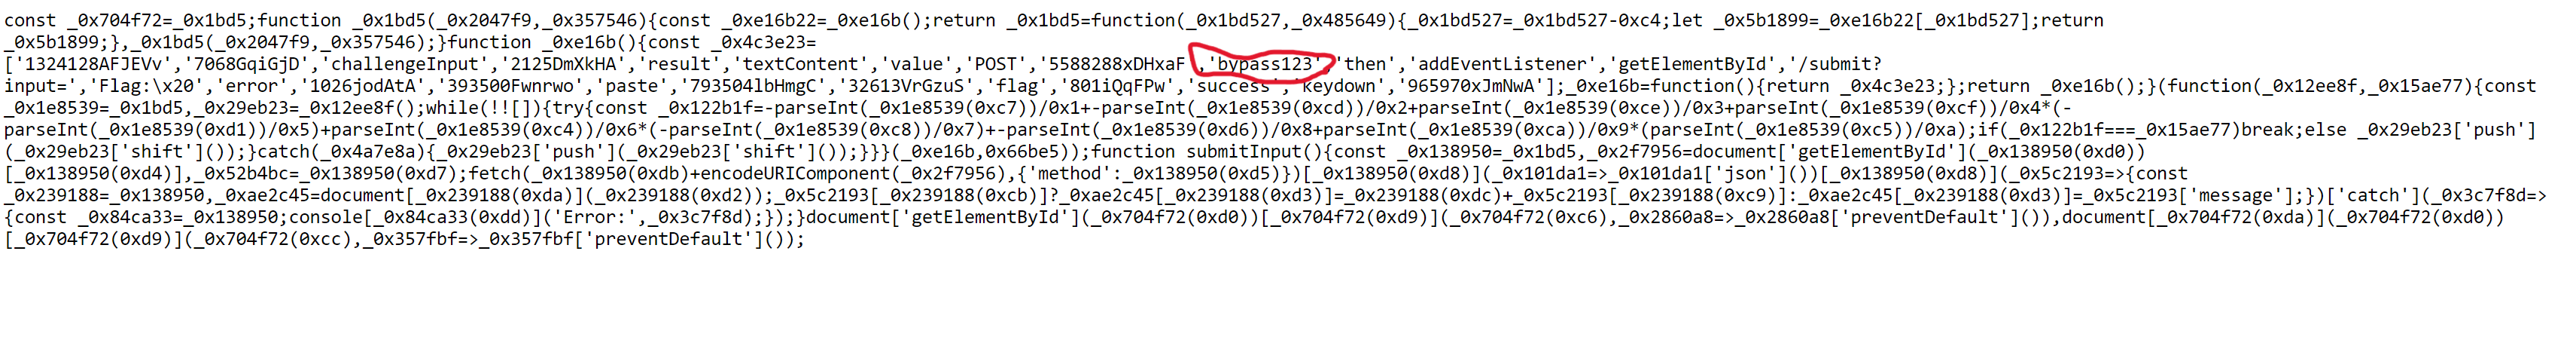 const _0x704f72=_0x1bd5;function _0x1bd5(_0x2047f9,_0x357546){const _0xe16b22=_0xe16b();return _0x1bd5=function(_0x1bd527,_0x485649){_0x1bd527=_0x1bd527-0xc4;let _0x5b1899=_0xe16b22[_0x1bd527];return
_0x5b1899;},_0x1bd5(_0x2047f9,_0x357546);}function _0xe16b(){const _0x4c3e23=
['1324128AFJEVv','7068GqiGjD','challengeInput','2125DmXkHA','result','textContent','value','POST','5588288xDHxaF','bypass123','then','addEventListener','getElementById','/submit?
input=','Flag:\x20','error','1026jodAtA','393500Fwnrwo','paste','793504lbHmgC','32613VrGzuS','flag','801iQqFPw','success','keydown','965970xJmNwA'];_0xe16b=function(){return _0x4c3e23;};return _0xe16b();}(function(_0x12ee8f,_0x15ae77){const
_0x1e8539=_0x1bd5,_0x29eb23=_0x12ee8f();while(!![]){try{const _0x122b1f=-parseInt(_0x1e8539(0xc7))/0x1+-parseInt(_0x1e8539(0xcd))/0x2+parseInt(_0x1e8539(0xce))/0x3+parseInt(_0x1e8539(0xcf))/0x4*(-
parseInt(_0x1e8539(0xd1))/0x5)+parseInt(_0x1e8539(0xc4))/0x6*(-parseInt(_0x1e8539(0xc8))/0x7)+-parseInt(_0x1e8539(0xd6))/0x8+parseInt(_0x1e8539(0xca))/0x9*(parseInt(_0x1e8539(0xc5))/0xa);if(_0x122b1f===_0x15ae77)break;else _0x29eb23['push']
(_0x29eb23['shift']());}catch(_0x4a7e8a){_0x29eb23['push'](_0x29eb23['shift']());}}}(_0xe16b,0x66be5));function submitInput(){const _0x138950=_0x1bd5,_0x2f7956=document['getElementById'](_0x138950(0xd0))
[_0x138950(0xd4)],_0x52b4bc=_0x138950(0xd7);fetch(_0x138950(0xdb)+encodeURIComponent(_0x2f7956),{'method':_0x138950(0xd5)})[_0x138950(0xd8)](_0x101da1=>_0x101da1['json']())[_0x138950(0xd8)](_0x5c2193=>{const
_0x239188=_0x138950,_0xae2c45=document[_0x239188(0xda)](_0x239188(0xd2));_0x5c2193[_0x239188(0xcb)]?_0xae2c45[_0x239188(0xd3)]=_0x239188(0xdc)+_0x5c2193[_0x239188(0xc9)]:_0xae2c45[_0x239188(0xd3)]=_0x5c2193['message'];})['catch'](_0x3c7f8d=>
{const _0x84ca33=_0x138950;console[_0x84ca33(0xdd)]('Error:',_0x3c7f8d);});}document['getElementById'](_0x704f72(0xd0))[_0x704f72(0xd9)](_0x704f72(0xc6),_0x2860a8=>_0x2860a8['preventDefault']()),document[_0x704f72(0xda)](_0x704f72(0xd0))
[_0x704f72(0xd9)](_0x704f72(0xcc),_0x357fbf=>_0x357fbf['preventDefault']());